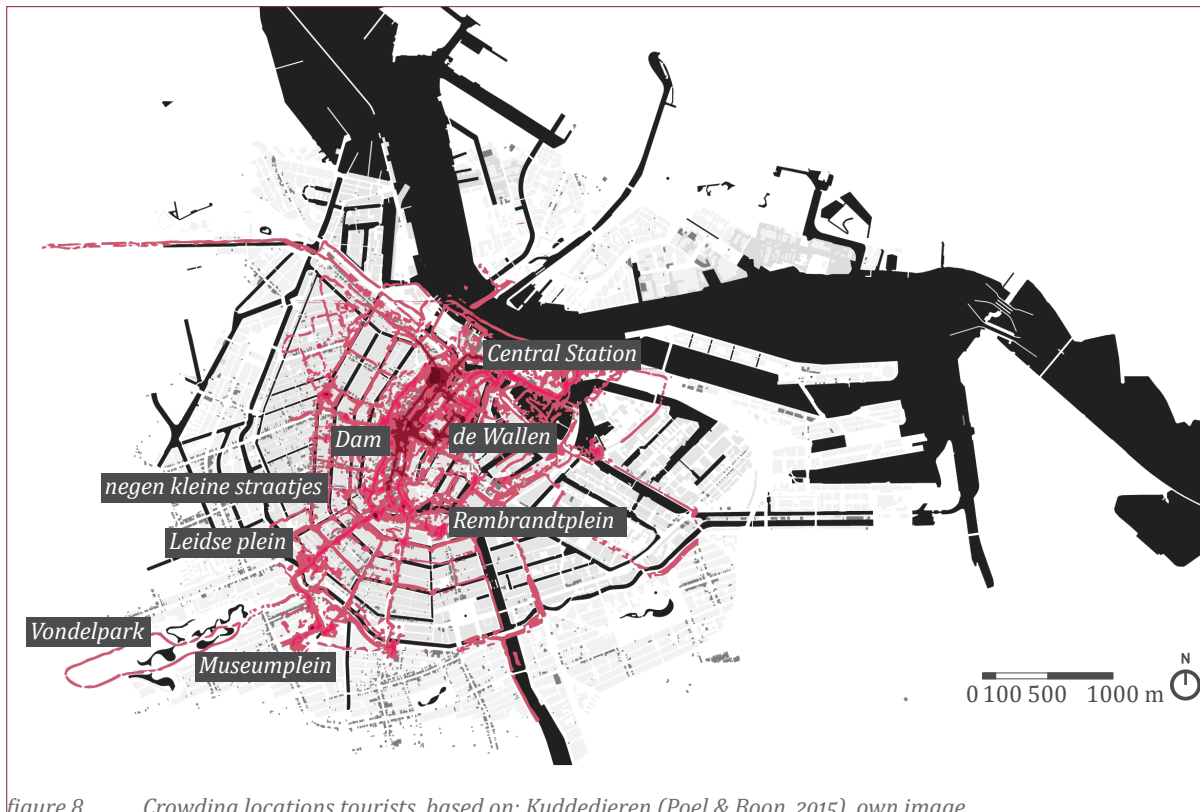 Central Station
Dam
de Wallen
negen kleine straatjes
Rembrandtplein
Leidse plein
Vondelpark
Museumplein
N
0 100 500 1000 m
figure 8 Crowding locations tourists, based on: Kuddedieren (Poel & Boon, 2015), own image